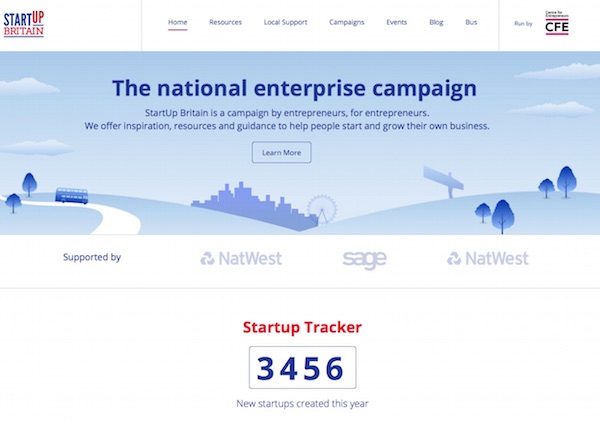 STARTUP
BRITAIN
Home Resources Local Support Campaigns Events Blog Bus
Run by
Centre for
Entrepreneurs
CFE
The national enterprise campaign
StartUp Britain is a campaign by entrepreneurs, for entrepreneurs.
We offer inspiration, resources and guidance to help people start and grow their own business.
Learn More
Supported by NatWest sage NatWest
Startup Tracker
3456
New startups created this year